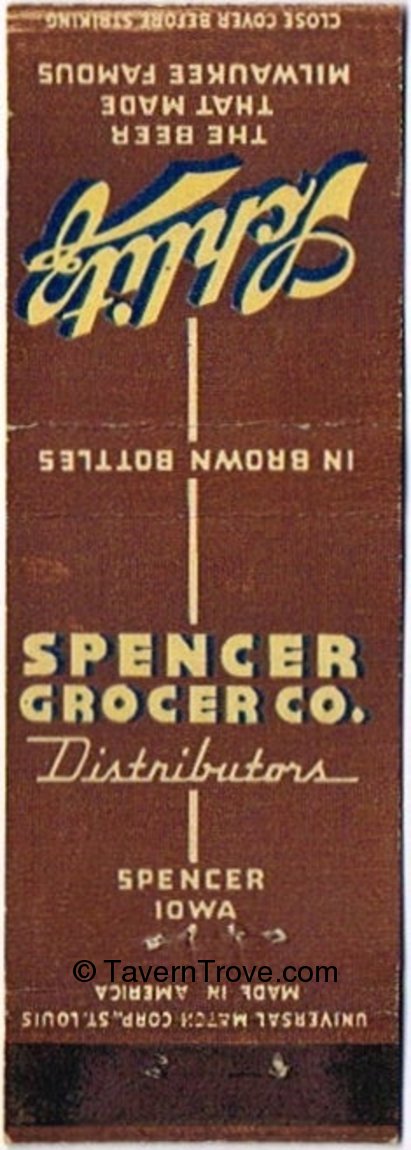 CLOSE COVER BEFORE STRIKING
THE BEER
THAT MADE
MILWAUKEE FAMOUS
Schlitz
IN BROWN BOTTLES
SPENCER
GROCER CO.
Distributors
SPENCER
IOWA
© TavernTrove.com
UNIVERSAL MATCH CORP., ST. LOUIS
MADE IN AMERICA